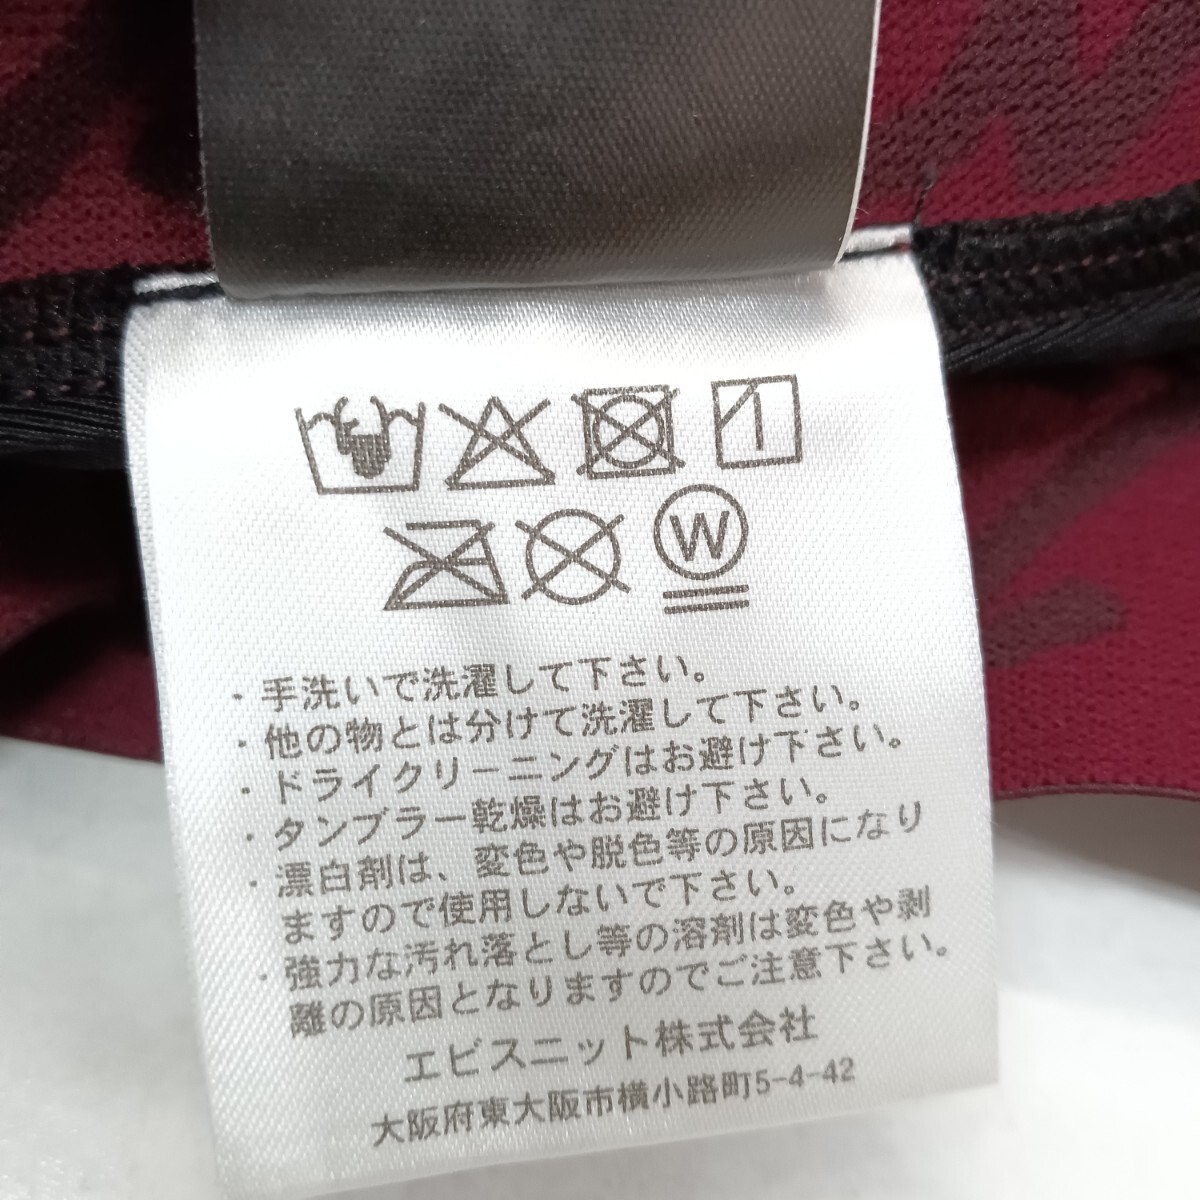 W
・手洗いで洗濯して下さい。
・他の物とは分けて洗濯して下さい。
・ドライクリーニングはお避け下さい。
・タンブラー乾燥はお避け下さい。
・漂白剤は、変色や脱色等の原因になり
ますので使用しないで下さい。
・強力な汚れ落とし等の溶剤は変色や剥
離の原因となりますのでご注意下さい。
エビスニット株式会社
大阪府東大阪市横小路町5-4-42